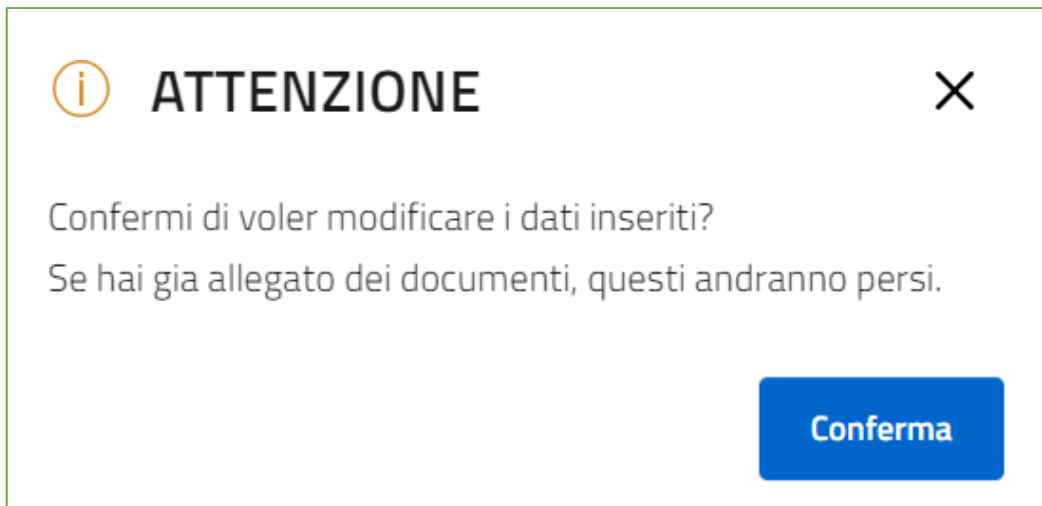 ATTENZIONE
Confermi di voler modificare i dati inseriti?
Se hai gia allegato dei documenti, questi andranno persi.
Conferma